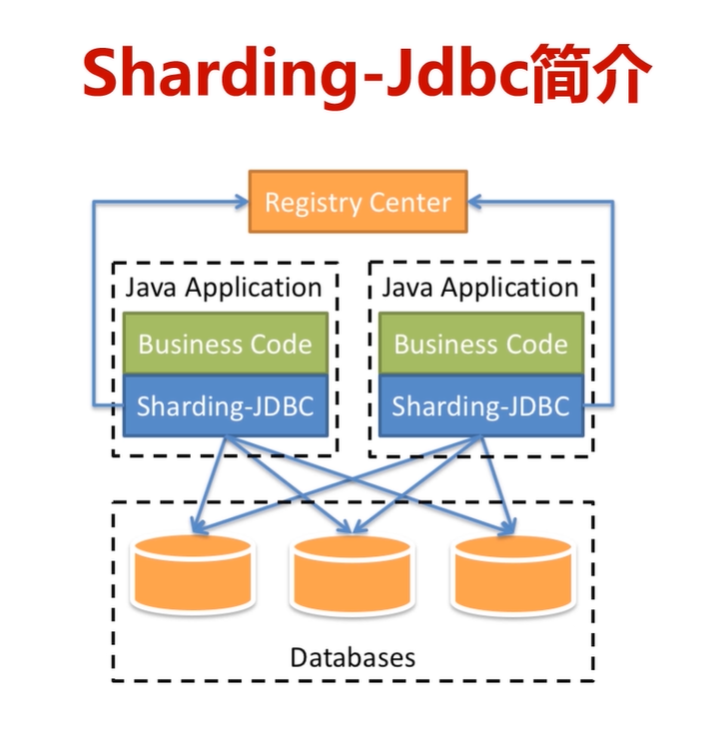 Sharding-Jdbc简介
Registry Center
Java Application
Java Application
Business Code
Business Code
Sharding-JDBC
Sharding-JDBC
Databases